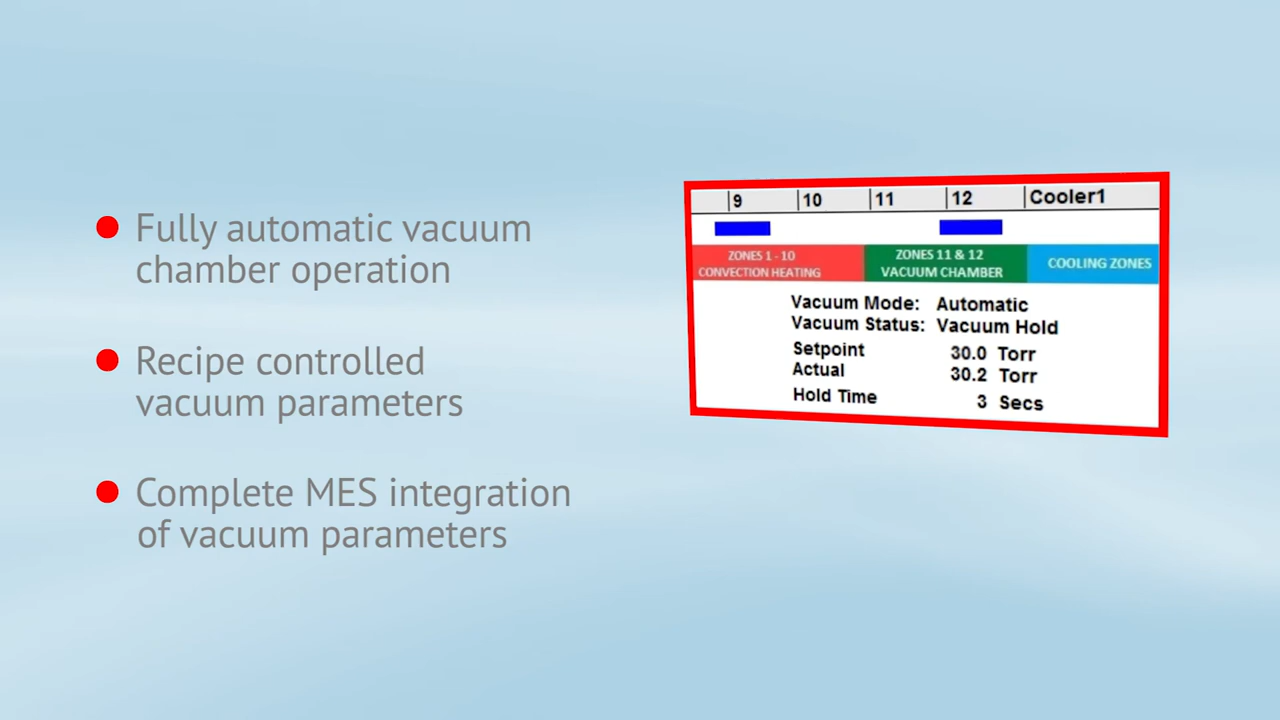 Fully automatic vacuum
chamber operation
Recipe controlled
vacuum parameters
Complete MES integration
of vacuum parameters
9 10 11 12 Cooler1
ZONES 1 - 10
CONVECTION HEATING
ZONES 11 & 12
VACUUM CHAMBER
COOLING ZONES
Vacuum Mode: Automatic
Vacuum Status: Vacuum Hold
Setpoint 30.0 Torr
Actual 30.2 Torr
Hold Time 3 Secs